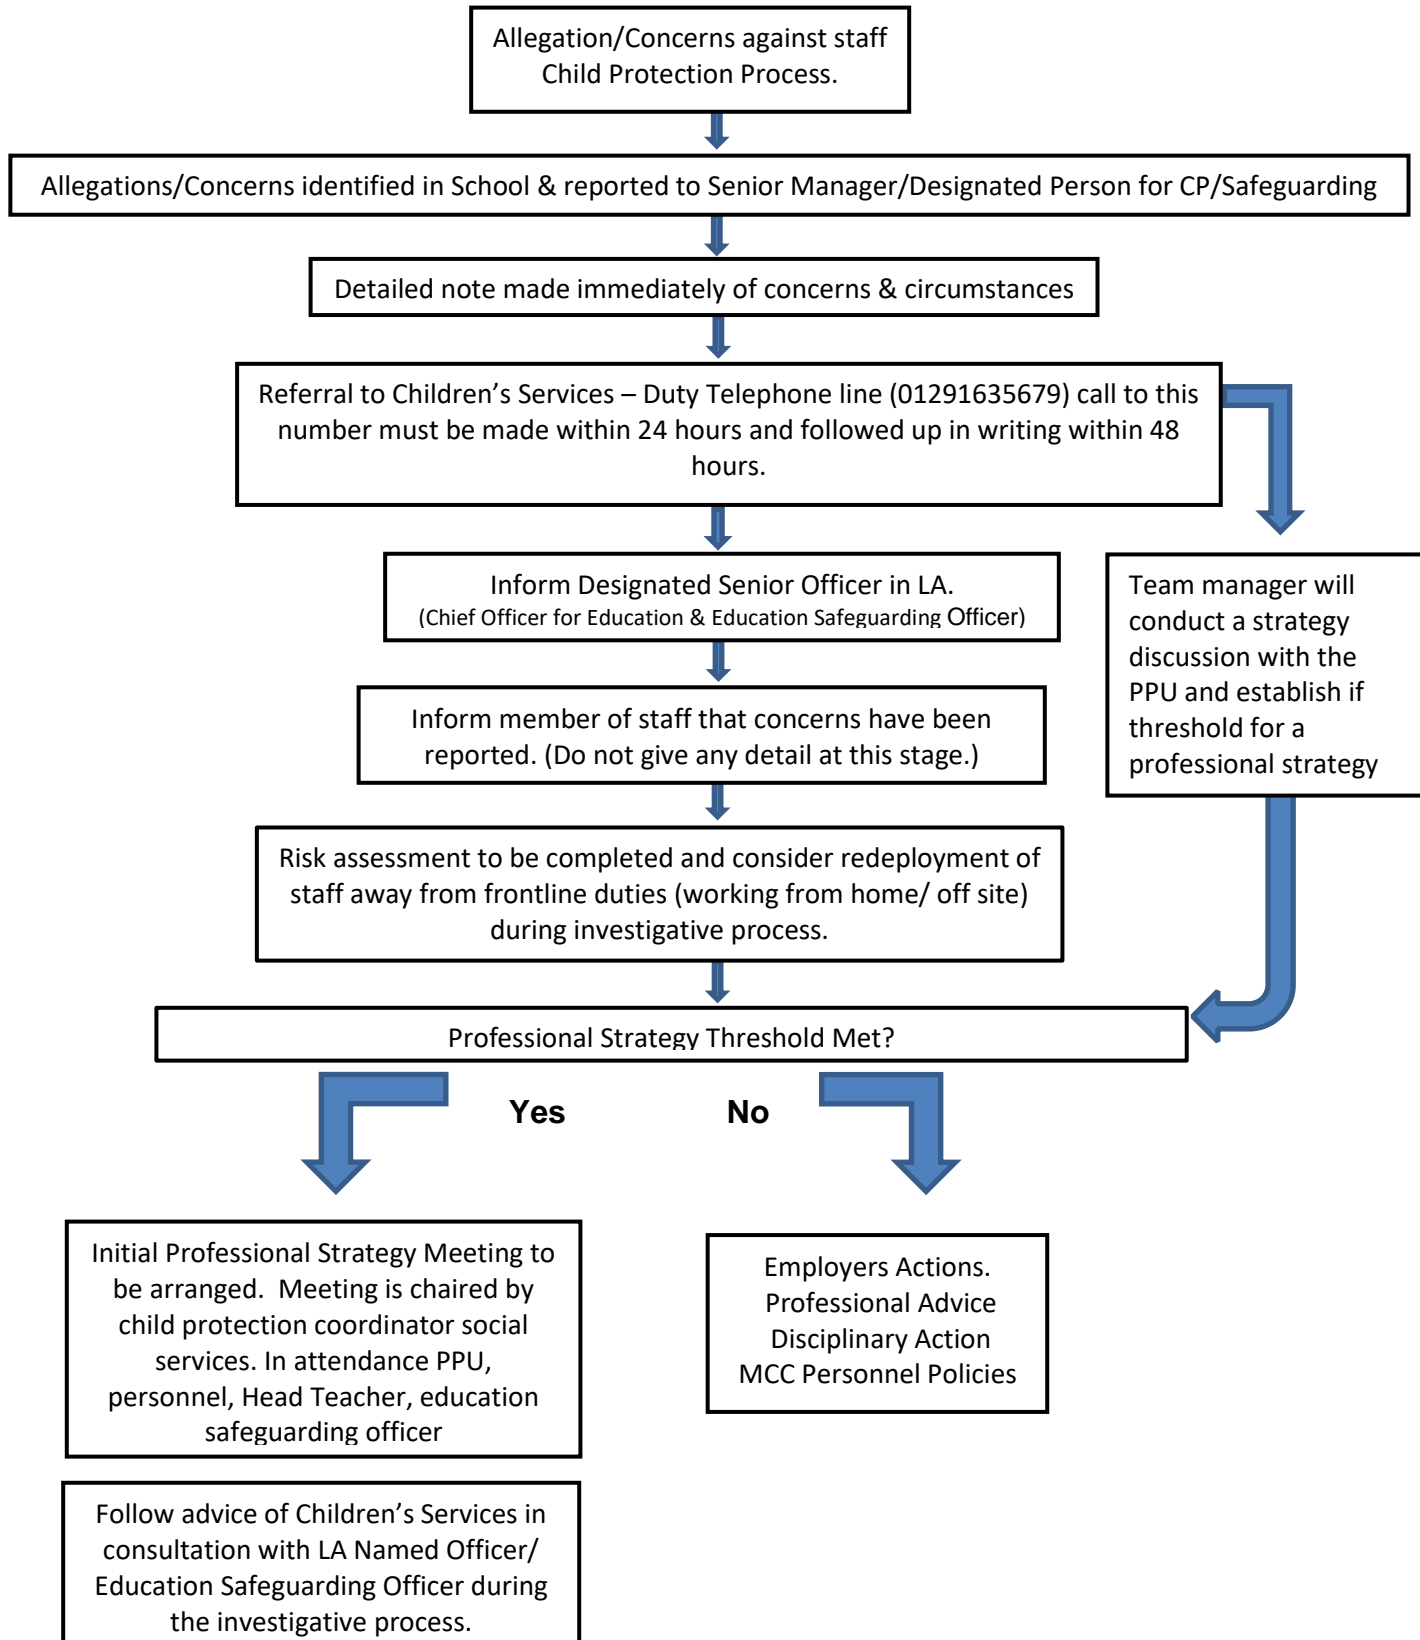 Allegation/Concerns against staff
Child Protection Process.
Allegations/Concerns identified in School & reported to Senior Manager/Designated Person for CP/Safeguarding
Detailed note made immediately of concerns & circumstances
Referral to Children’s Services – Duty Telephone line (01291635679) call to this
number must be made within 24 hours and followed up in writing within 48
hours.
Inform Designated Senior Officer in LA.
(Chief Officer for Education & Education Safeguarding Officer)
Team manager will
conduct a strategy
discussion with the
PPU and establish if
threshold for a
professional strategy
Inform member of staff that concerns have been
reported. (Do not give any detail at this stage.)
Risk assessment to be completed and consider redeployment of
staff away from frontline duties (working from home/ off site)
during investigative process.
Professional Strategy Threshold Met?
Yes
No
Initial Professional Strategy Meeting to
be arranged.  Meeting is chaired by
child protection coordinator social
services. In attendance PPU,
personnel, Head Teacher, education
safeguarding officer
Employers Actions.
Professional Advice
Disciplinary Action
MCC Personnel Policies
Follow advice of Children’s Services in
consultation with LA Named Officer/
Education Safeguarding Officer during
the investigative process.